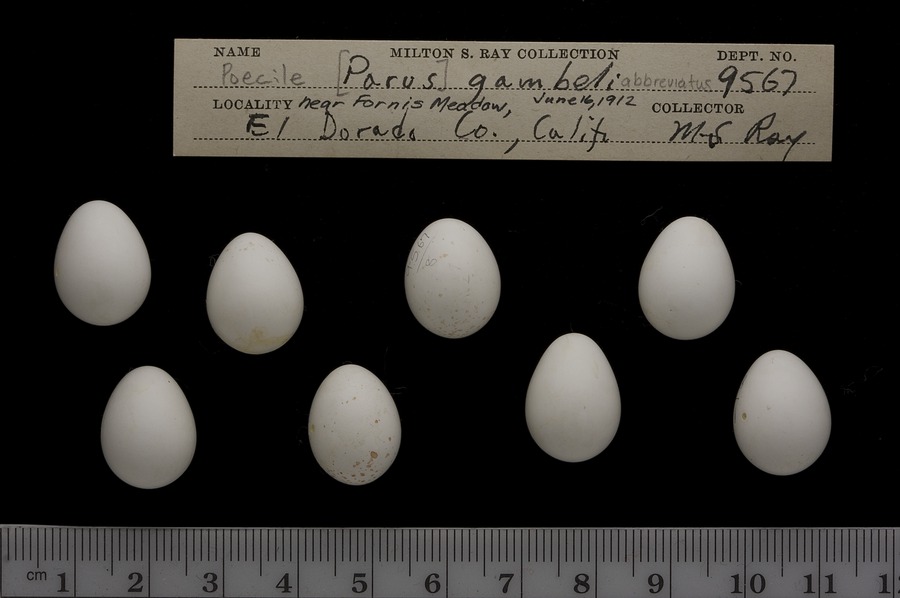 NAME MILTON S. RAY COLLECTION DEPT. NO.
Poecile [Parus] gambeli abbreviatus 9567
LOCALITY near Fornis Meadow, June 16, 1912 COLLECTOR
El Dorado Co., Calif. M.S. Ray
cm 1 2 3 4 5 6 7 8 9 10 11